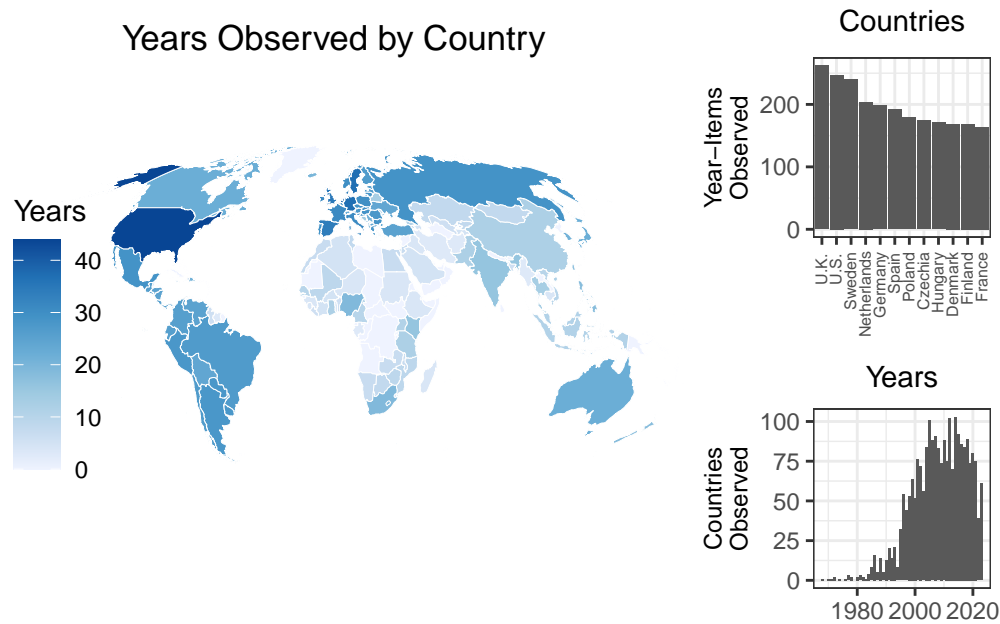 Years Observed by Country
Years
40
30
20
10
0
Countries
Year−Items
Observed
200
100
0
U.K.
U.S.
Sweden
Netherlands
Germany
Spain
Poland
Czechia
Hungary
Denmark
Finland
France
Years
Countries
Observed
100
75
50
25
0
1980 2000 2020